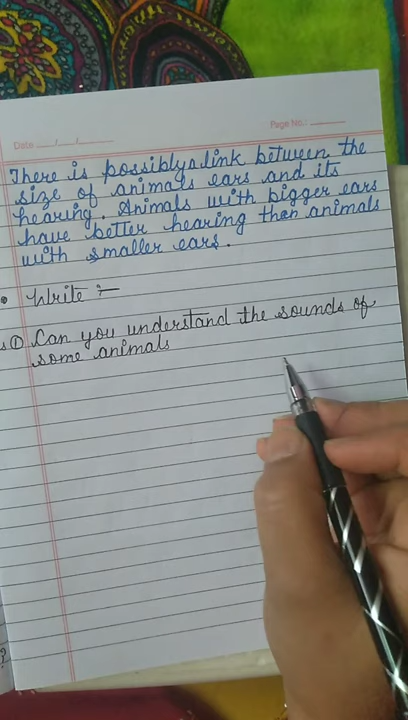 Page No.:
Date
There is possibly a link between the
size of animals ears and its
hearing. Animals with bigger ears
have better hearing than animals
with smaller ears.
• Write :-
① Can you understand the sounds of
some animals